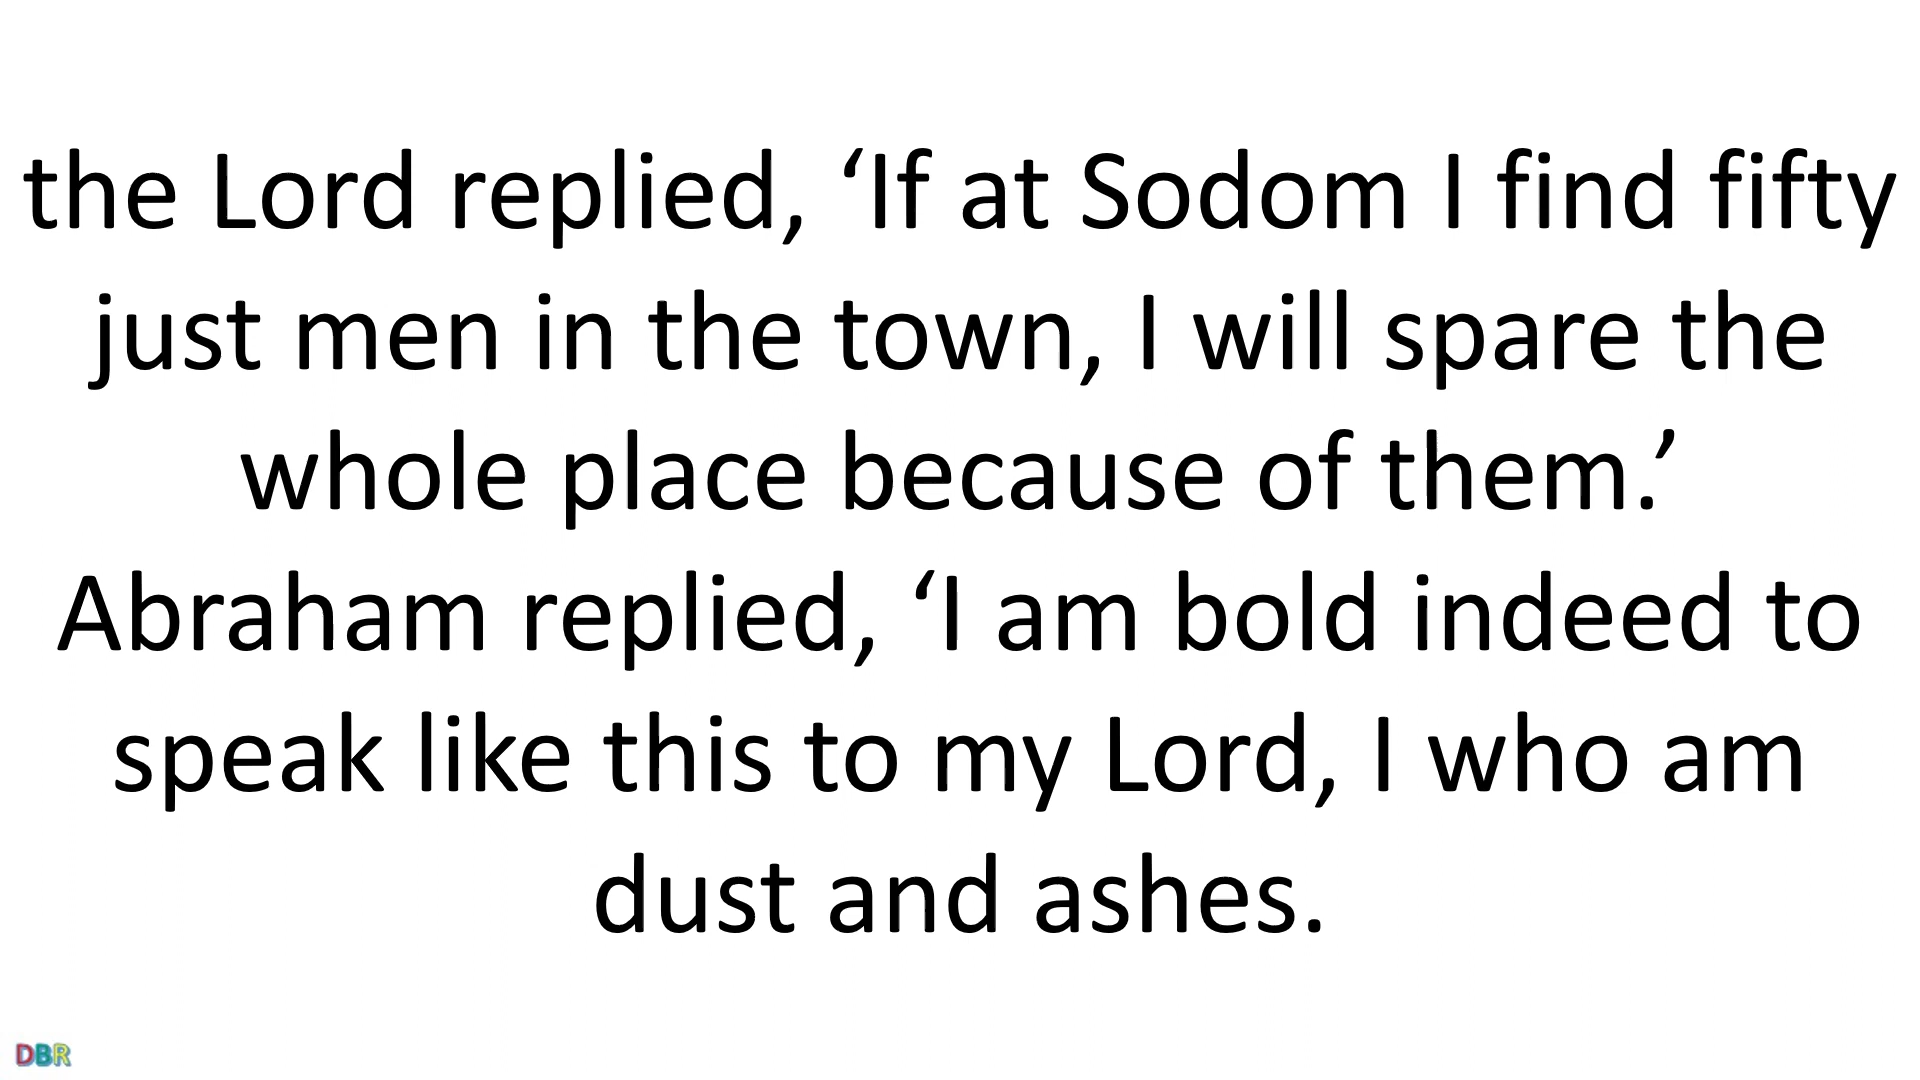 the Lord replied, ‘If at Sodom I find fifty
just men in the town, I will spare the
whole place because of them.’
Abraham replied, ‘I am bold indeed to
speak like this to my Lord, I who am
dust and ashes.
DBR